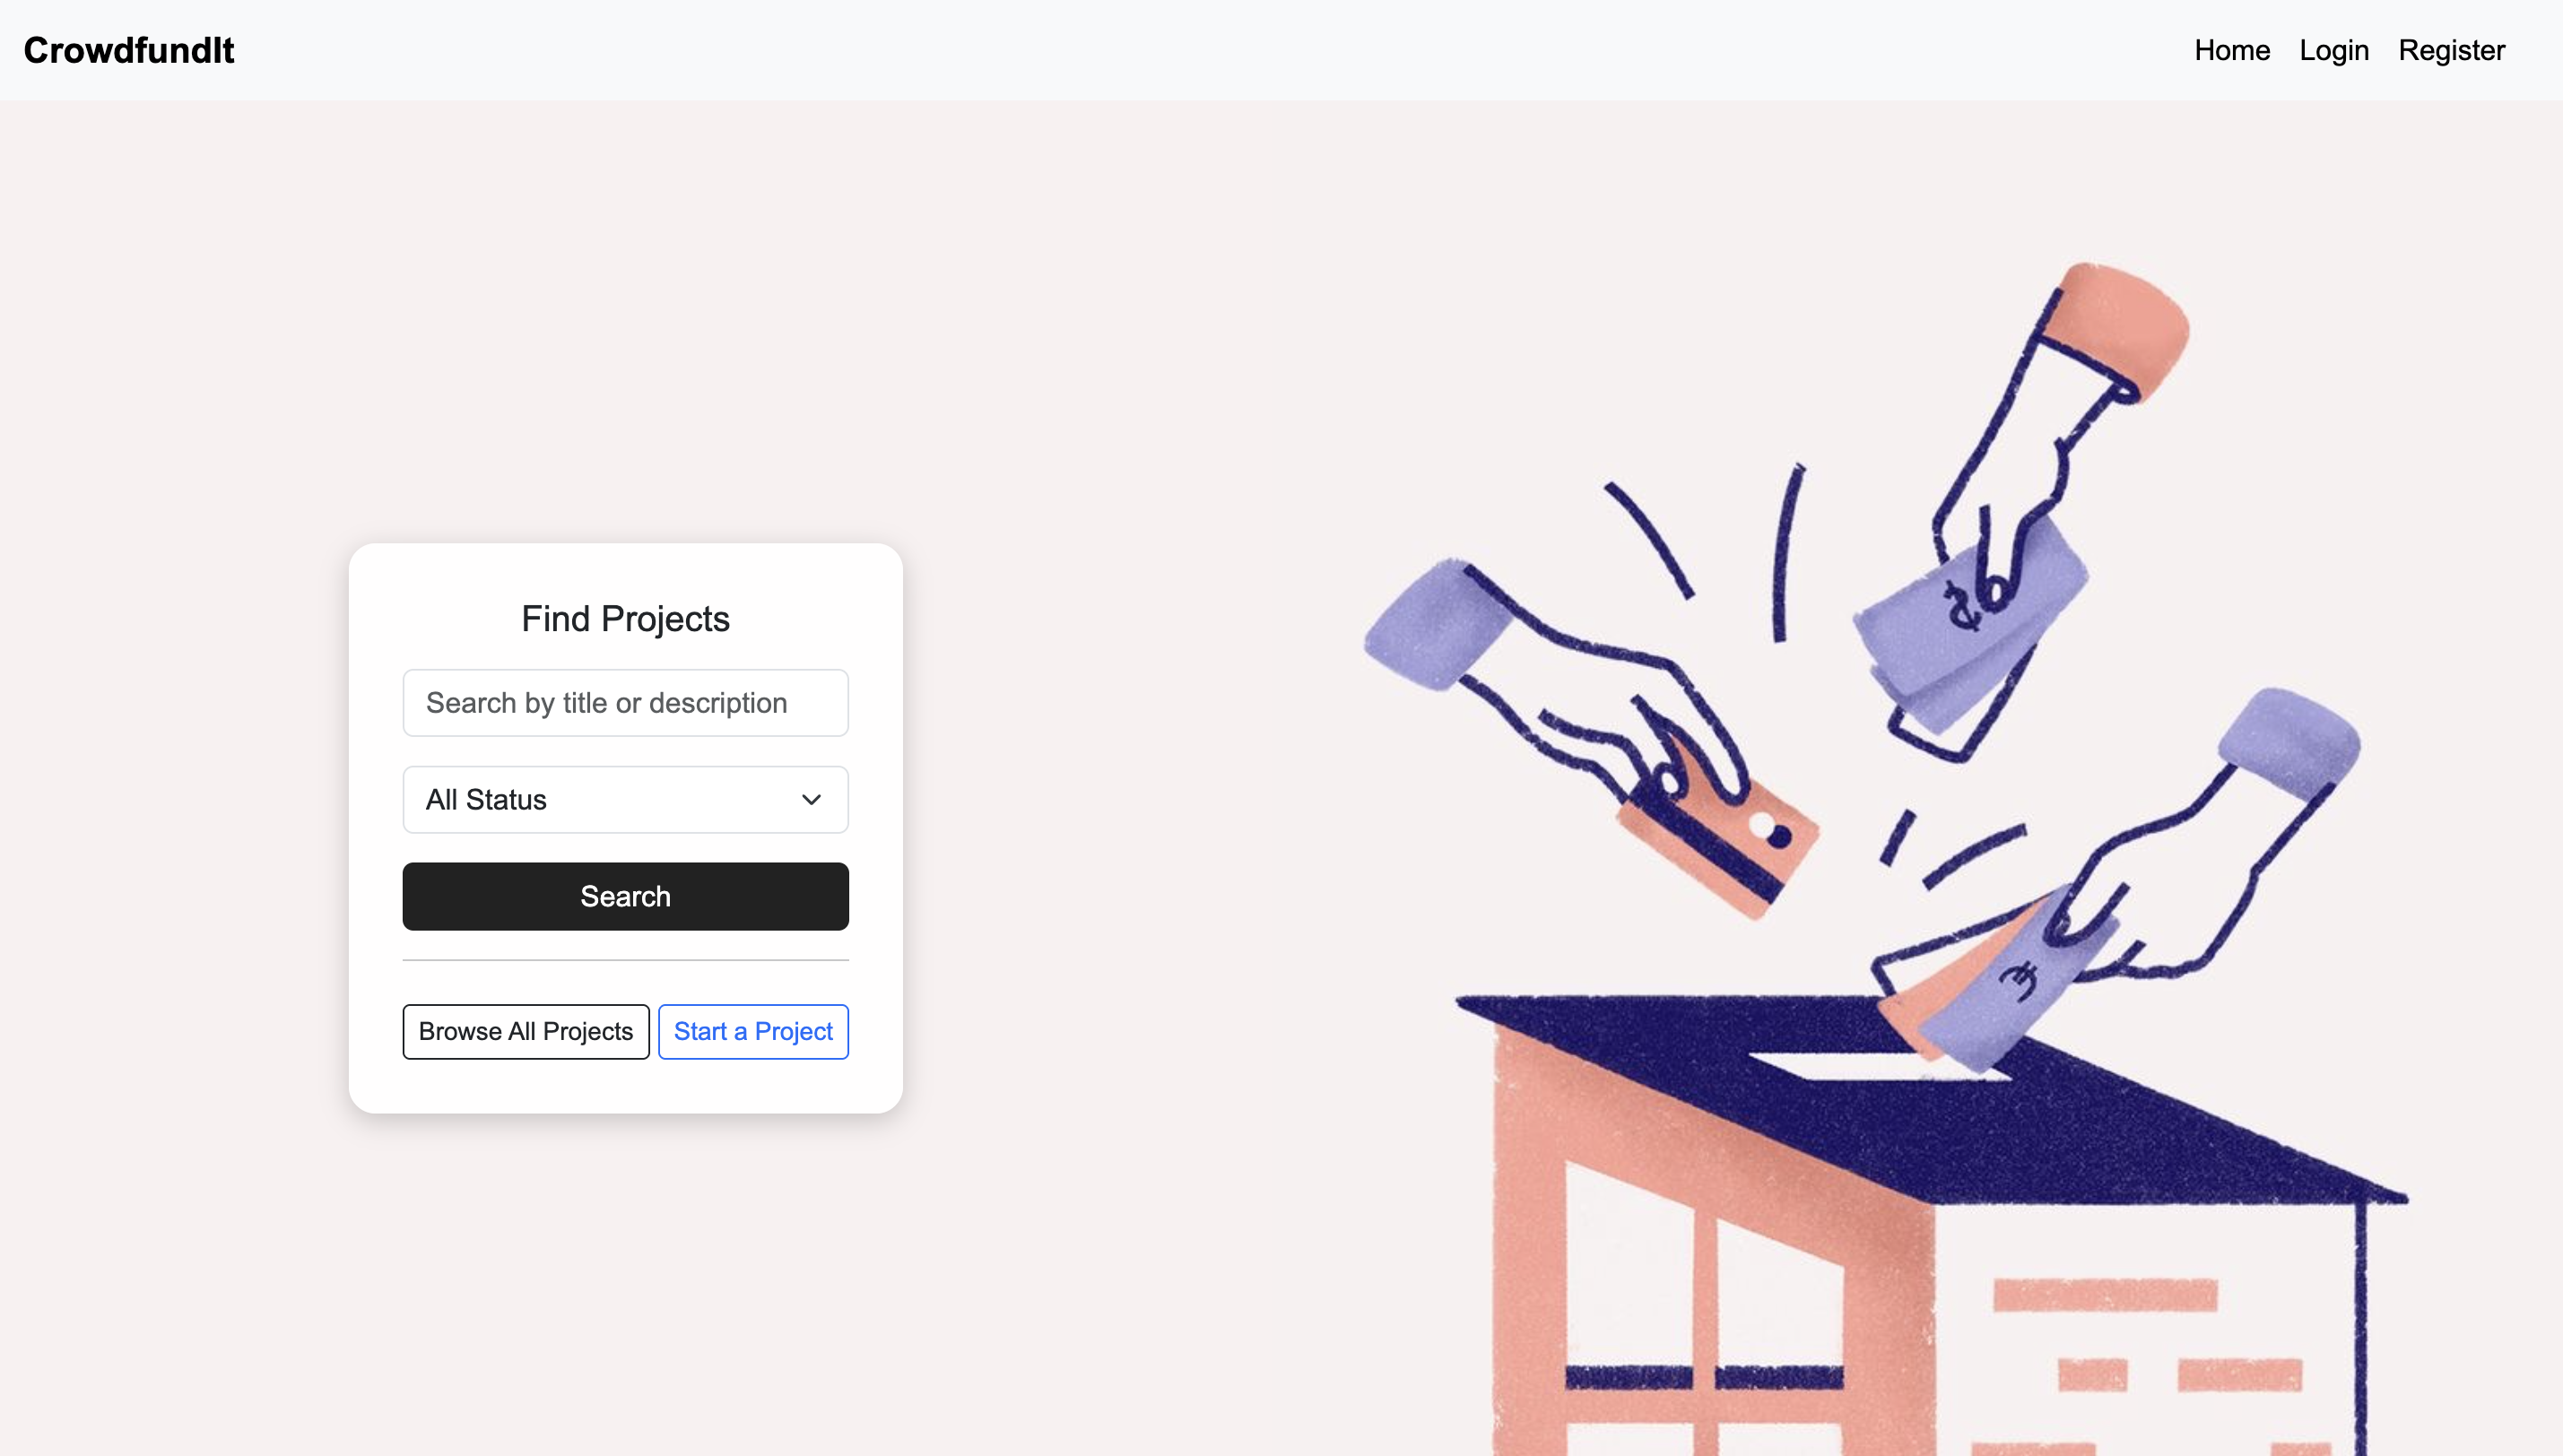 CrowdfundIt
Home Login Register
Find Projects
Search by title or description
All Status
Search
Browse All Projects Start a Project
$